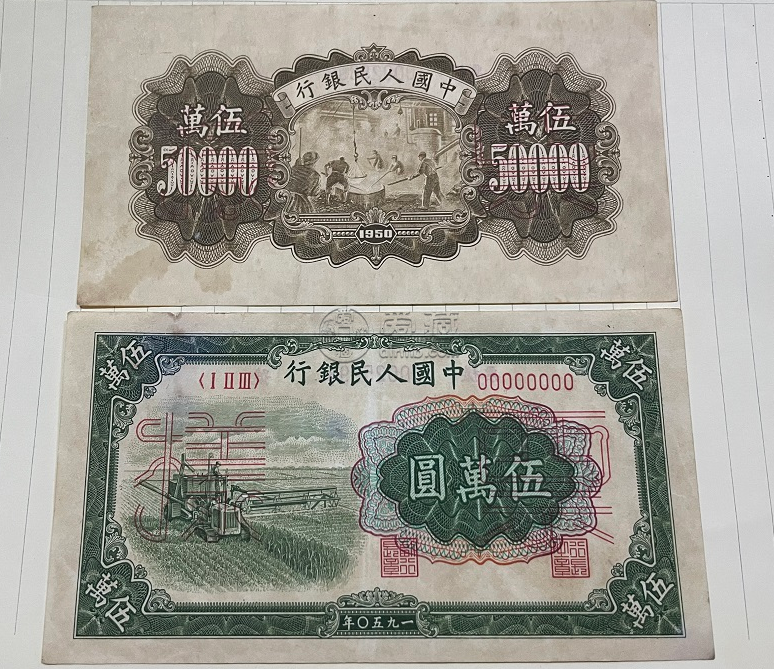 中國人民銀行
伍萬
50000
伍萬
50000
1950
伍萬
伍萬
中國人民銀行
〈I II III〉
00000000
伍萬圓
伍萬
伍萬
一九五〇年